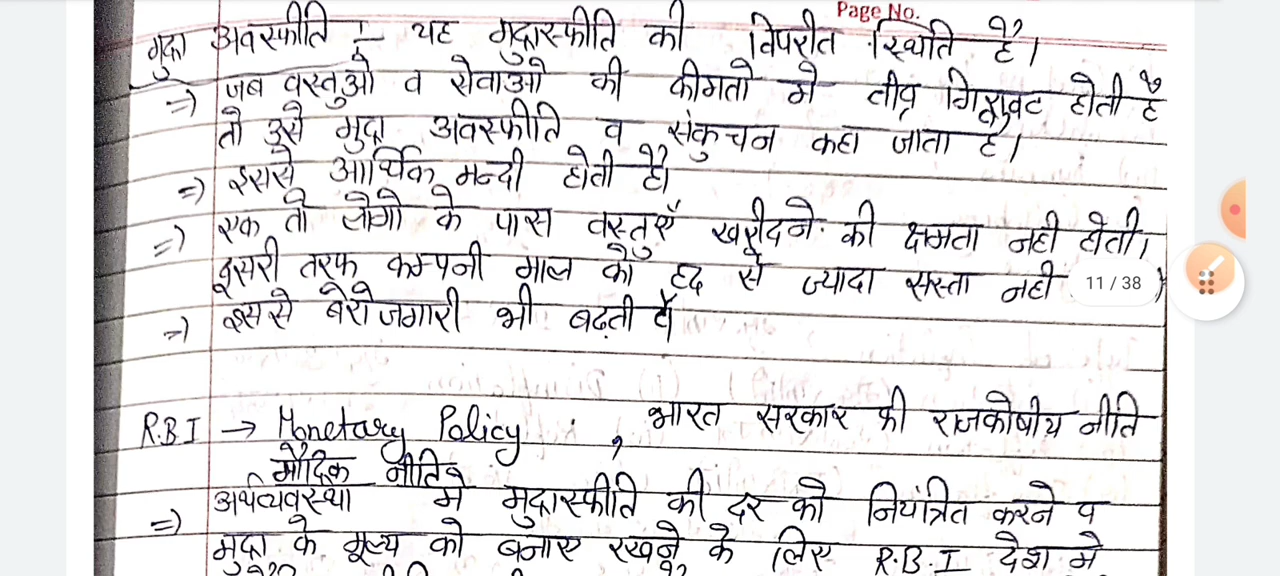 Page No.
मुद्रा अवस्फीति :- यह मुद्रास्फीति की विपरीत स्थिति है।
=> जब वस्तुओ व सेवाओ की कीमतो मे तीव्र गिरावट होती है
तो उसे मुद्रा अवस्फीति व संकुचन कहा जाता है।
=> इससे आर्थिक मन्दी होती है।
=> एक तो लोगो के पास वस्तुएँ खरीदने की क्षमता नही होती।
दूसरी तरफ कम्पनी माल को हद से ज्यादा सस्ता नही
11 / 38
=> इससे बेरोजगारी भी बढ़ती है।
R.B.I → Monetary Policy , भारत सरकार की राजकोषीय नीति
मौद्रिक नीति
=> अर्थव्यवस्था मे मुद्रास्फीति की दर को नियंत्रित करने व
मुद्रा के मूल्य को बनाए रखने के लिए R.B.I देश मे